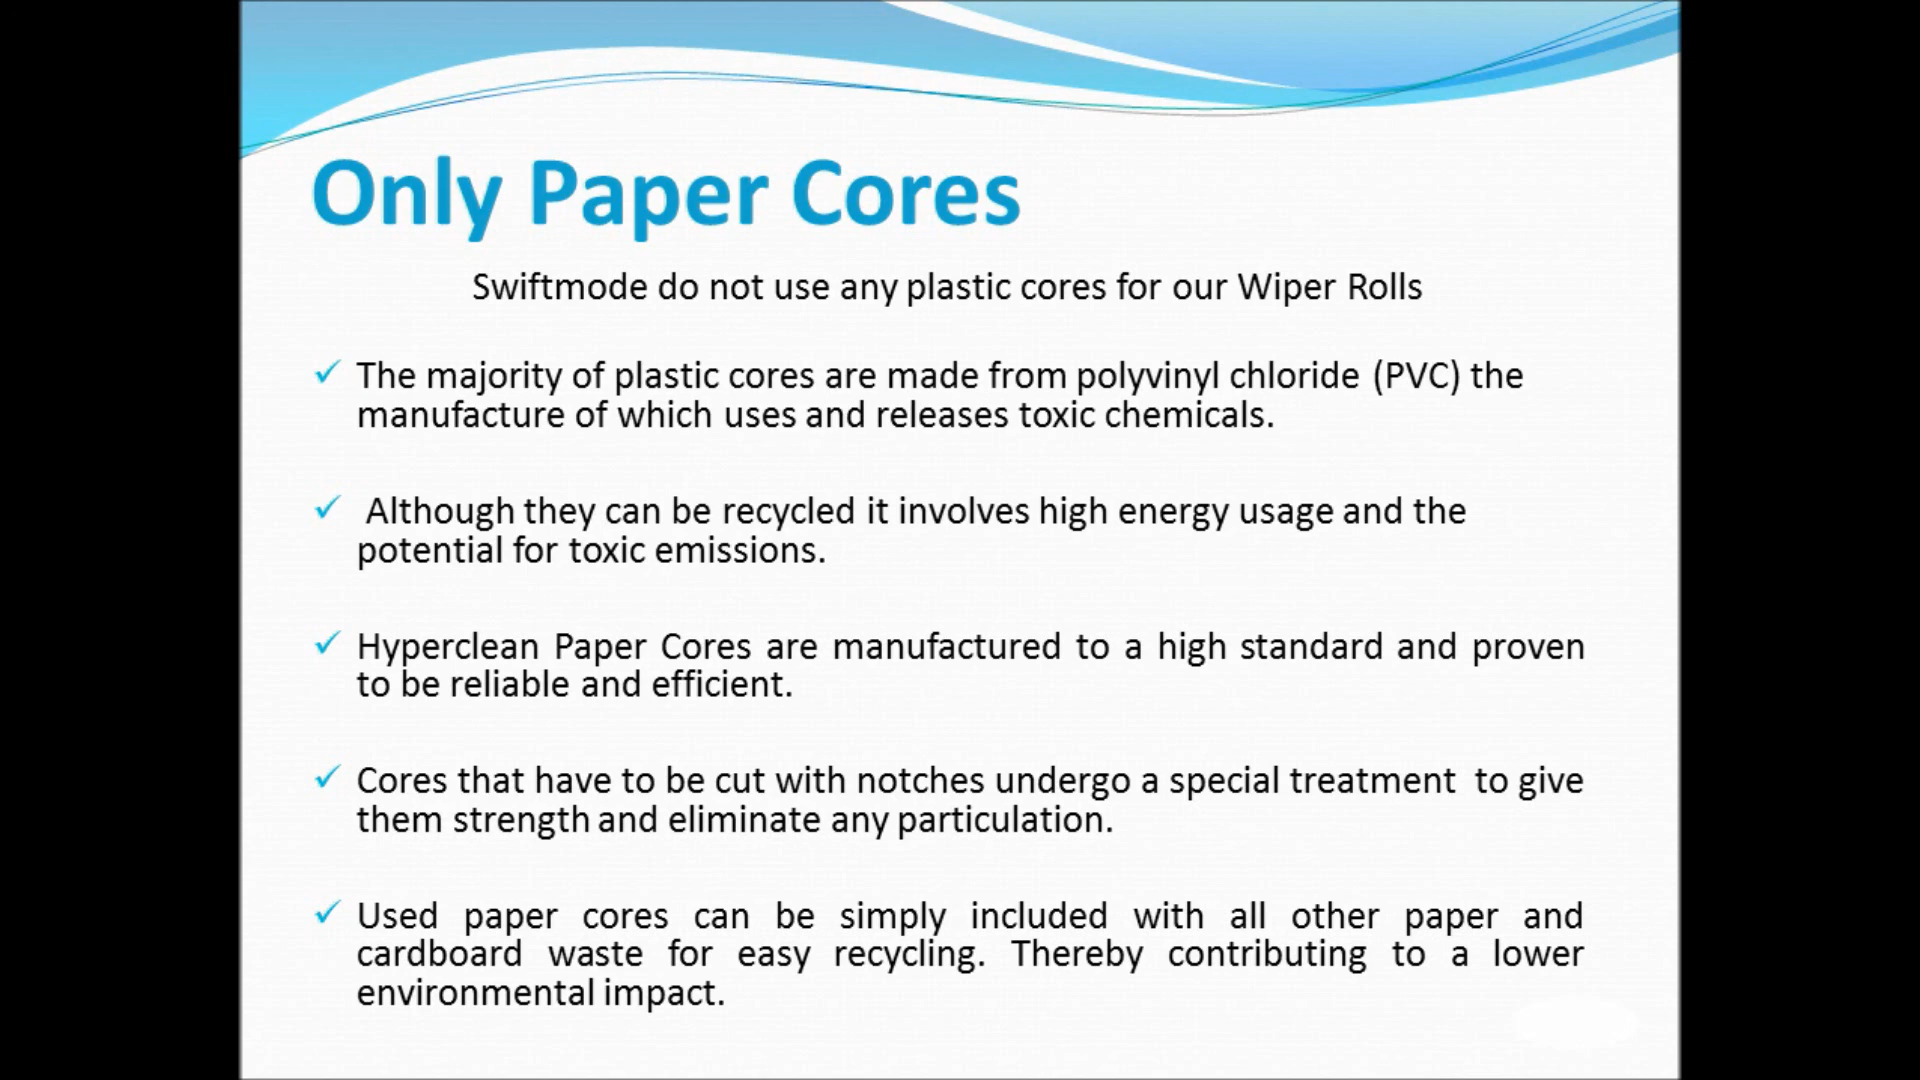 Only Paper Cores
Swiftmode do not use any plastic cores for our Wiper Rolls
The majority of plastic cores are made from polyvinyl chloride (PVC) the
manufacture of which uses and releases toxic chemicals.
Although they can be recycled it involves high energy usage and the
potential for toxic emissions.
Hyperclean Paper Cores are manufactured to a high standard and proven
to be reliable and efficient.
Cores that have to be cut with notches undergo a special treatment to give
them strength and eliminate any particulation.
Used paper cores can be simply included with all other paper and
cardboard waste for easy recycling. Thereby contributing to a lower
environmental impact.